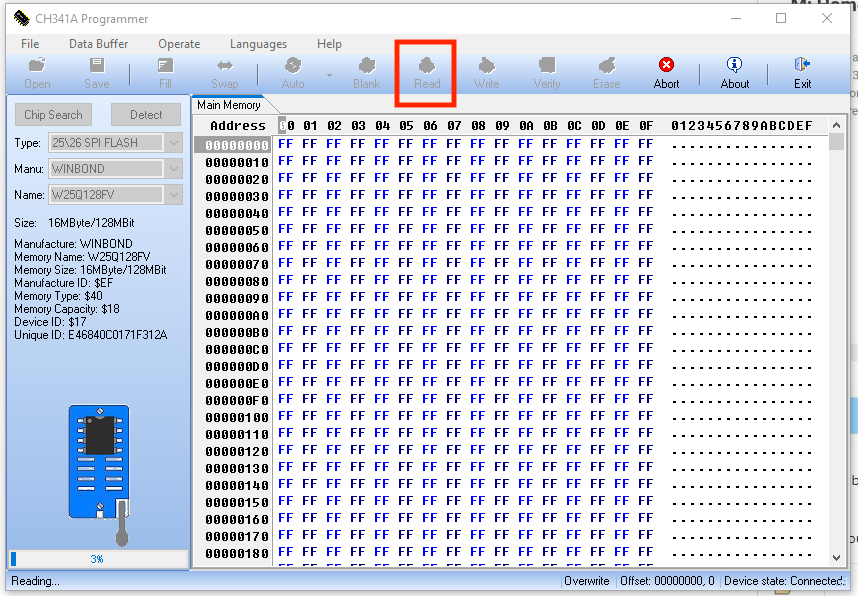 CH341A Programmer
File Data Buffer Operate Languages Help
Open Save Fill Swap Auto Blank Read Write Verify Erase Abort About Exit
Chip Search Detect
Type: 25\26 SPI FLASH
Manu: WINBOND
Name: W25Q128FV
Size: 16MByte/128MBit
Manufacture: WINBOND
Memory Name: W25Q128FV
Memory Size: 16MByte/128MBit
Manufacture ID: $EF
Memory Type: $40
Memory Capacity: $18
Device ID: $17
Unique ID: E46840C0171F312A
3%
Main Memory
Address 00 01 02 03 04 05 06 07 08 09 0A 0B 0C 0D 0E 0F 0123456789ABCDEF
00000000 FF FF FF FF FF FF FF FF FF FF FF FF FF FF FF FF ................
00000010 FF FF FF FF FF FF FF FF FF FF FF FF FF FF FF FF ................
00000020 FF FF FF FF FF FF FF FF FF FF FF FF FF FF FF FF ................
00000030 FF FF FF FF FF FF FF FF FF FF FF FF FF FF FF FF ................
00000040 FF FF FF FF FF FF FF FF FF FF FF FF FF FF FF FF ................
00000050 FF FF FF FF FF FF FF FF FF FF FF FF FF FF FF FF ................
00000060 FF FF FF FF FF FF FF FF FF FF FF FF FF FF FF FF ................
00000070 FF FF FF FF FF FF FF FF FF FF FF FF FF FF FF FF ................
00000080 FF FF FF FF FF FF FF FF FF FF FF FF FF FF FF FF ................
00000090 FF FF FF FF FF FF FF FF FF FF FF FF FF FF FF FF ................
000000A0 FF FF FF FF FF FF FF FF FF FF FF FF FF FF FF FF ................
000000B0 FF FF FF FF FF FF FF FF FF FF FF FF FF FF FF FF ................
000000C0 FF FF FF FF FF FF FF FF FF FF FF FF FF FF FF FF ................
000000D0 FF FF FF FF FF FF FF FF FF FF FF FF FF FF FF FF ................
000000E0 FF FF FF FF FF FF FF FF FF FF FF FF FF FF FF FF ................
000000F0 FF FF FF FF FF FF FF FF FF FF FF FF FF FF FF FF ................
00000100 FF FF FF FF FF FF FF FF FF FF FF FF FF FF FF FF ................
00000110 FF FF FF FF FF FF FF FF FF FF FF FF FF FF FF FF ................
00000120 FF FF FF FF FF FF FF FF FF FF FF FF FF FF FF FF ................
00000130 FF FF FF FF FF FF FF FF FF FF FF FF FF FF FF FF ................
00000140 FF FF FF FF FF FF FF FF FF FF FF FF FF FF FF FF ................
00000150 FF FF FF FF FF FF FF FF FF FF FF FF FF FF FF FF ................
00000160 FF FF FF FF FF FF FF FF FF FF FF FF FF FF FF FF ................
00000170 FF FF FF FF FF FF FF FF FF FF FF FF FF FF FF FF ................
00000180 FF FF FF FF FF FF FF FF FF FF FF FF FF FF FF FF ................
Reading... Overwrite Offset: 00000000, 0 Device state: Connected.